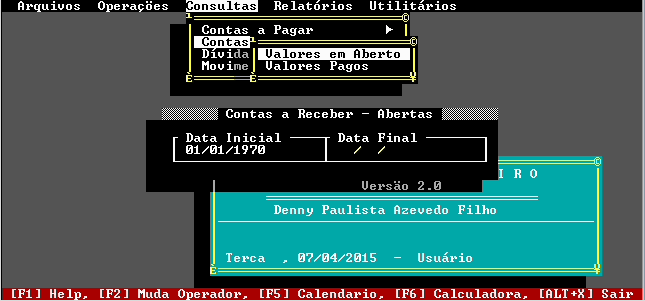 Arquivos Operações Consultas Relatórios Utilitários
Contas a Pagar
Contas
Dívida Valores em Aberto
Movime Valores Pagos
Contas a Receber - Abertas
Data Inicial Data Final
01/01/1970 / /
I R O
Versão 2.0
Denny Paulista Azevedo Filho
Terca , 07/04/2015 - Usuário
[F1] Help, [F2] Muda Operador, [F5] Calendario, [F6] Calculadora, [ALT+X] Sair